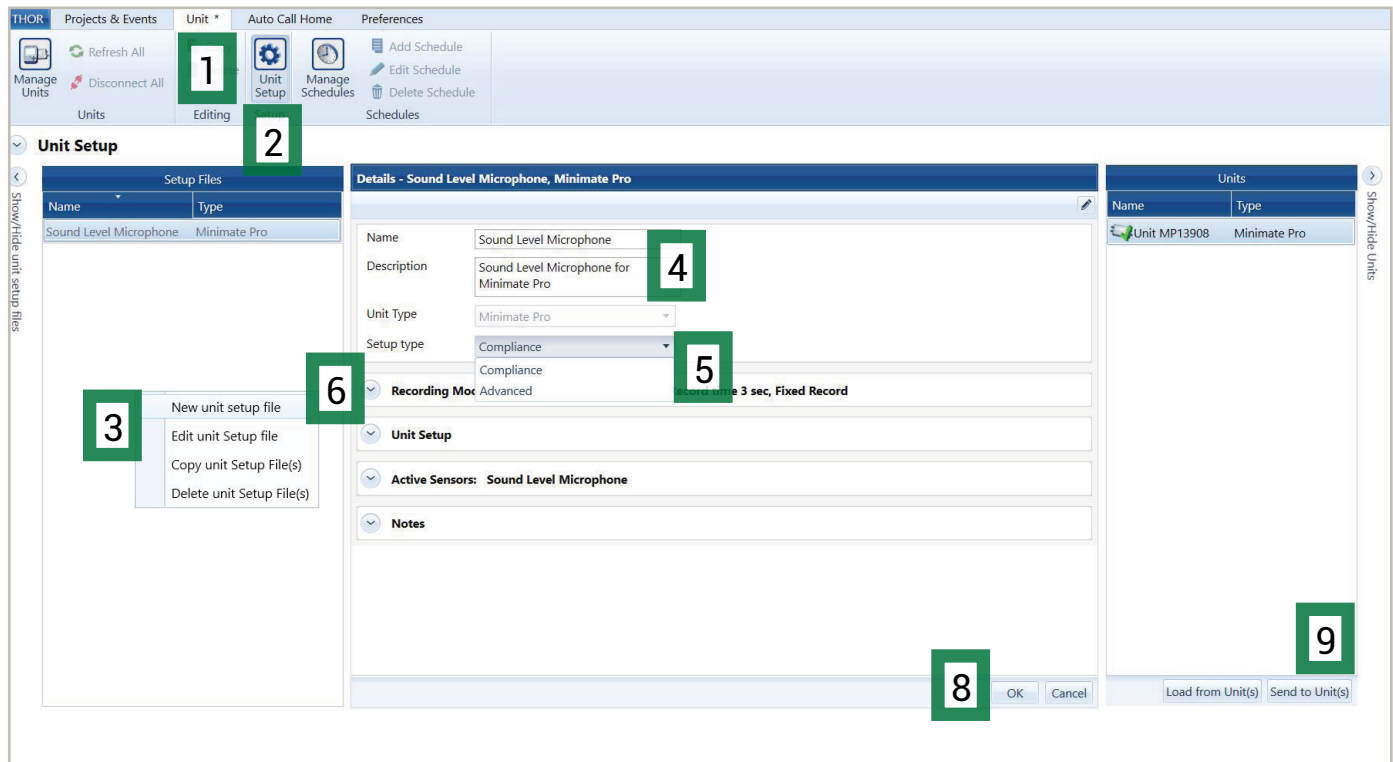 THOR Projects & Events Unit * Auto Call Home Preferences
Refresh All
Disconnect All
Manage Units
Units
1
Editing
Unit Setup
Setup
2
Manage Schedules
Add Schedule
Edit Schedule
Delete Schedule
Schedules
Unit Setup
Show/Hide unit setup files
Setup Files
Name Type
Sound Level Microphone Minimate Pro
3
New unit setup file
Edit unit Setup file
Copy unit Setup File(s)
Delete unit Setup File(s)
6
Details - Sound Level Microphone, Minimate Pro
Name Sound Level Microphone
Description Sound Level Microphone for
Minimate Pro
4
Unit Type Minimate Pro
Setup type Compliance
Compliance
Advanced
5
Recording Mo Record time 3 sec, Fixed Record
Unit Setup
Active Sensors: Sound Level Microphone
Notes
8
OK Cancel
Units
Name Type
Unit MP13908 Minimate Pro
9
Load from Unit(s) Send to Unit(s)
Show/Hide Units